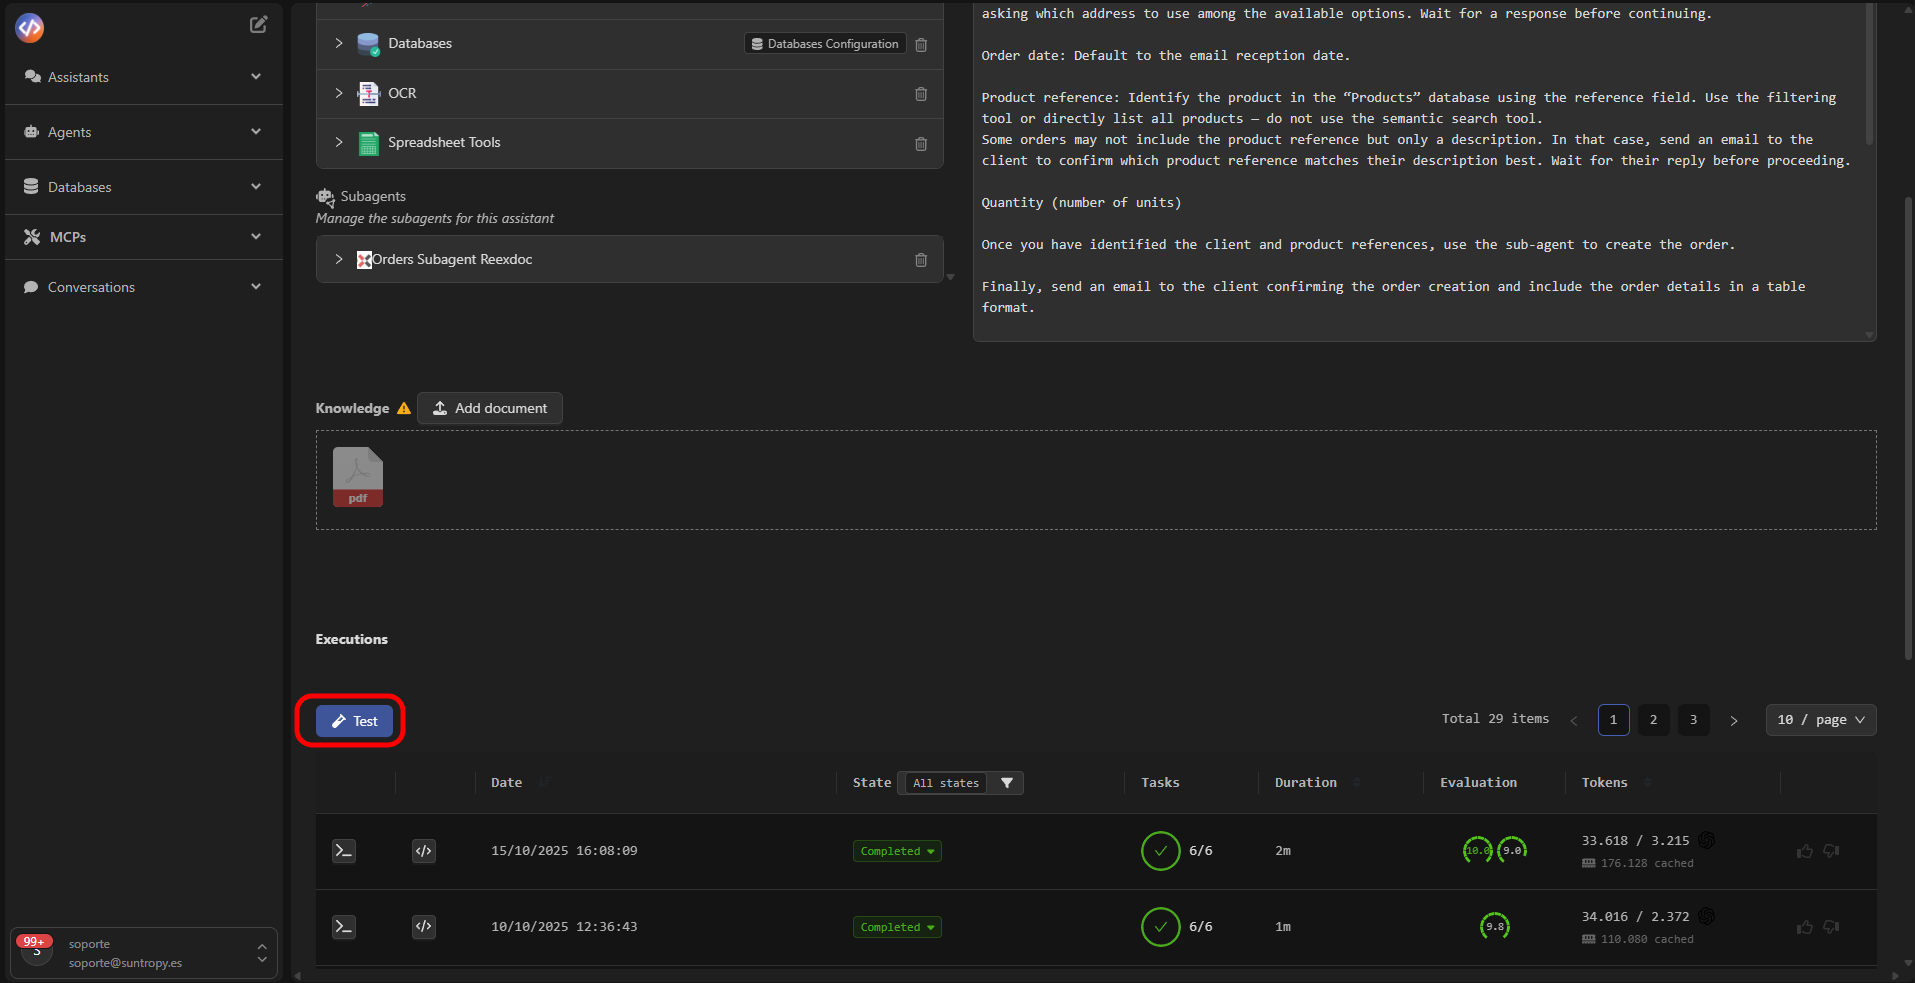 Assistants
Agents
Databases
MCPs
Conversations
99+
soporte
soporte@suntropy.es
Databases
Databases Configuration
OCR
Spreadsheet Tools
Subagents
Manage the subagents for this assistant
Orders Subagent Reexdoc
asking which address to use among the available options. Wait for a response before continuing.
Order date: Default to the email reception date.
Product reference: Identify the product in the “Products” database using the reference field. Use the filtering
tool or directly list all products — do not use the semantic search tool.
Some orders may not include the product reference but only a description. In that case, send an email to the
client to confirm which product reference matches their description best. Wait for their reply before proceeding.
Quantity (number of units)
Once you have identified the client and product references, use the sub-agent to create the order.
Finally, send an email to the client confirming the order creation and include the order details in a table
format.
Knowledge
Add document
pdf
Executions
Test
Total 29 items < 1 2 3 > 10 / page
Date State All states Tasks Duration Evaluation Tokens
15/10/2025 16:08:09 Completed 6/6 2m 10.0 9.0 33.618 / 3.215
176.128 cached
10/10/2025 12:36:43 Completed 6/6 1m 9.8 34.016 / 2.372
110.080 cached